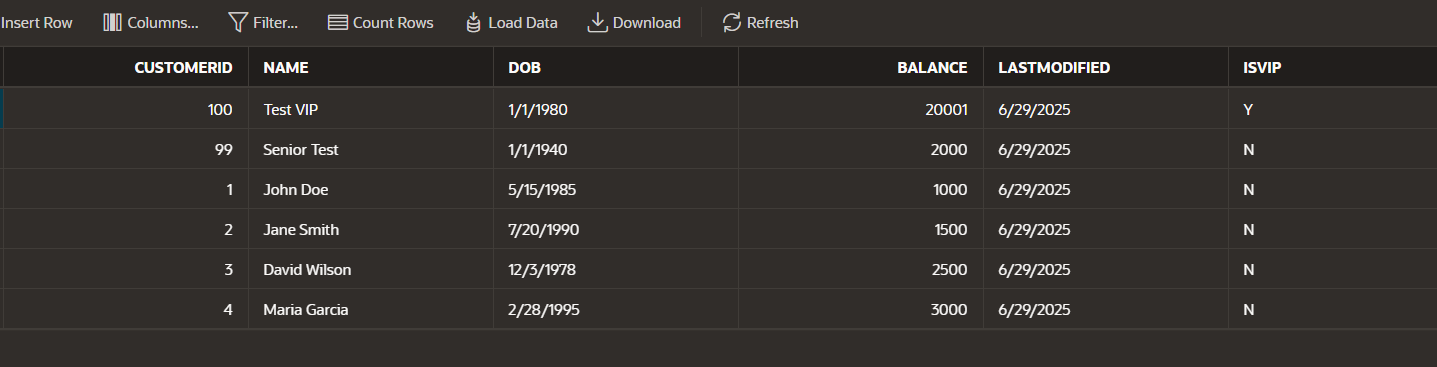 Insert Row Columns... Filter... Count Rows Load Data Download Refresh
CUSTOMERID NAME DOB BALANCE LASTMODIFIED ISVIP
100 Test VIP 1/1/1980 20001 6/29/2025 Y
99 Senior Test 1/1/1940 2000 6/29/2025 N
1 John Doe 5/15/1985 1000 6/29/2025 N
2 Jane Smith 7/20/1990 1500 6/29/2025 N
3 David Wilson 12/3/1978 2500 6/29/2025 N
4 Maria Garcia 2/28/1995 3000 6/29/2025 N